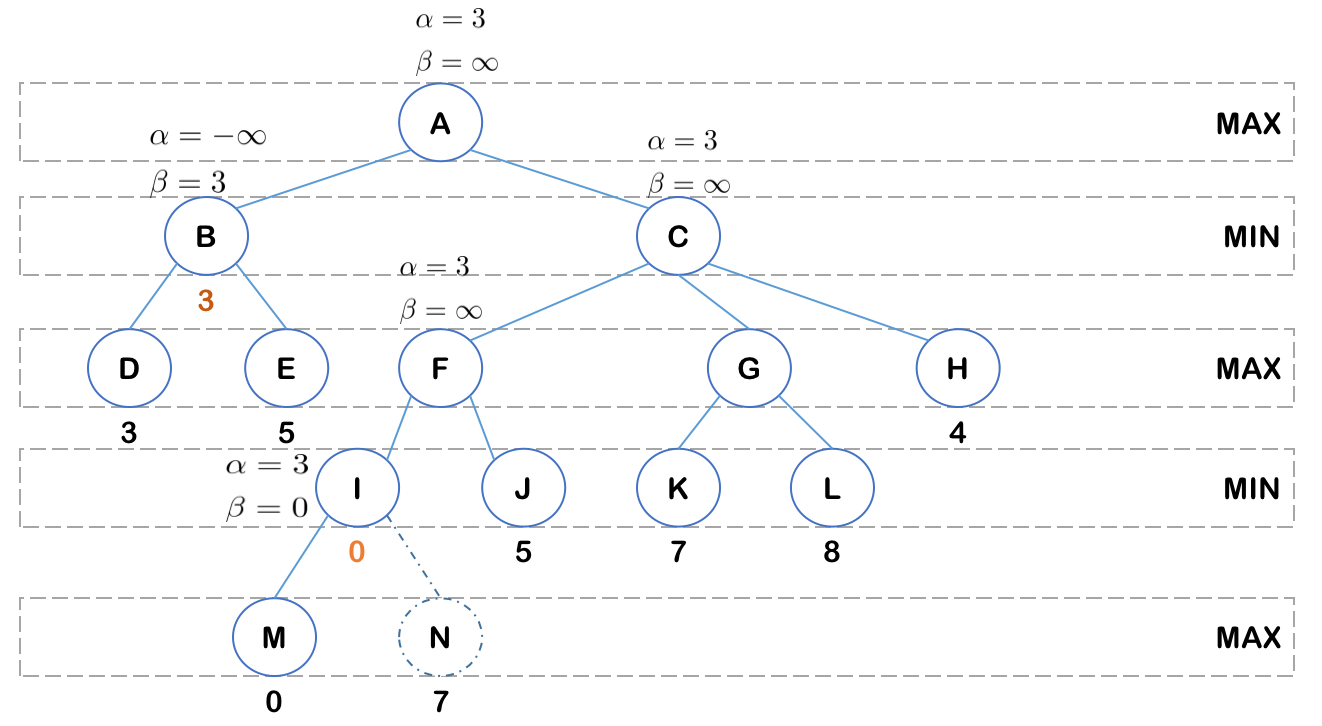 α = 3
β = ∞
A
MAX
α = −∞
β = 3
α = 3
β = ∞
B
C
MIN
3
α = 3
β = ∞
D
E
F
G
H
MAX
3
5
4
α = 3
β = 0
I
J
K
L
MIN
0
5
7
8
M
N
MAX
0
7